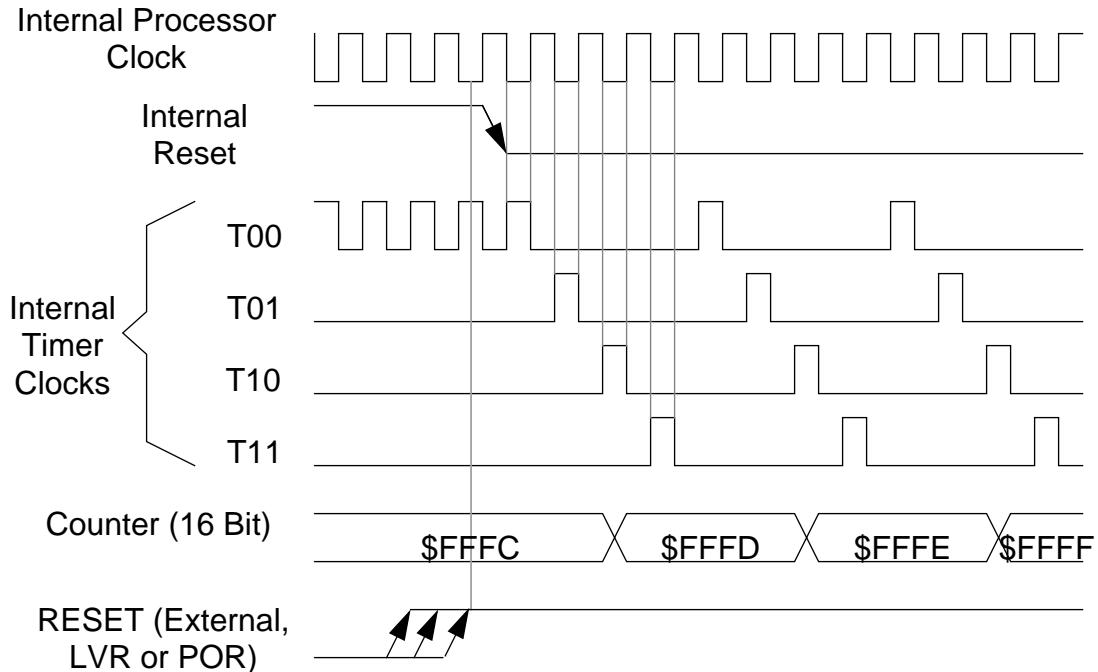 Internal Processor
Clock
Internal
Reset
T00
Internal
Timer
Clocks
T01
T10
T11
Counter (16 Bit)
$FFFC
$FFFD
$FFFE
$FFFF
RESET (External,
LVR or POR)